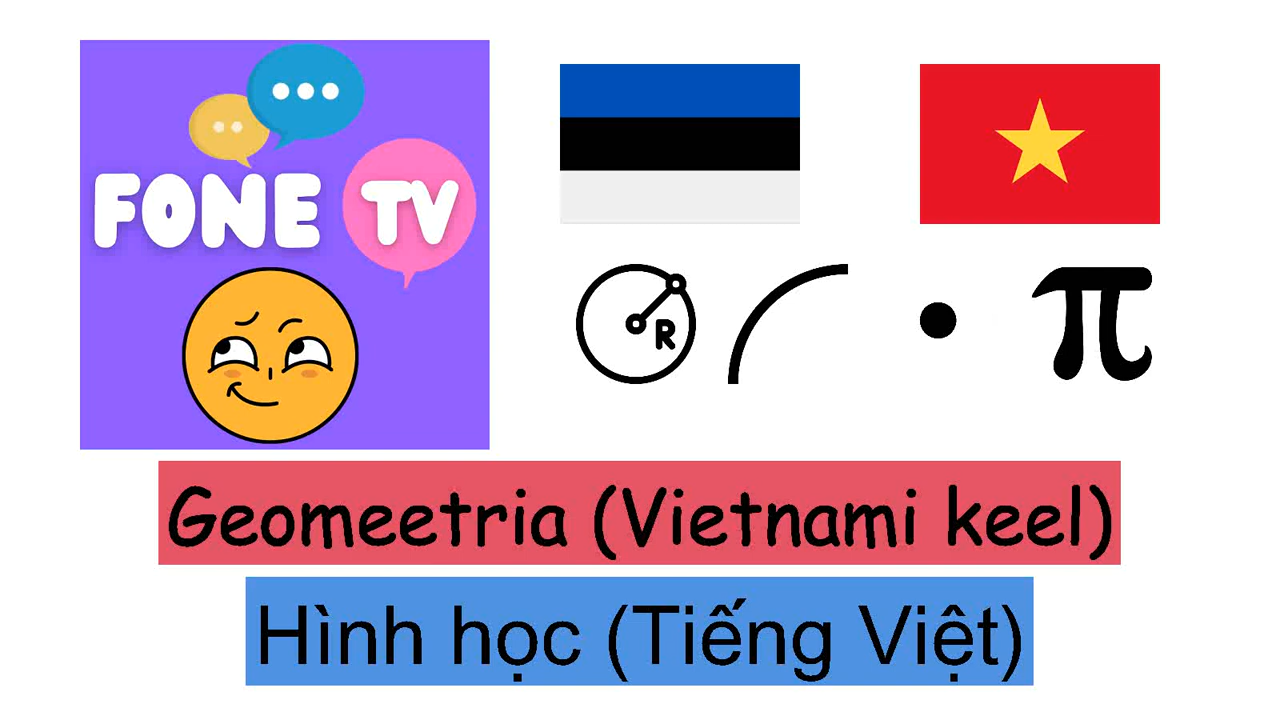 FONE TV
R
π
Geomeetria (Vietnami keel)
Hình học (Tiếng Việt)